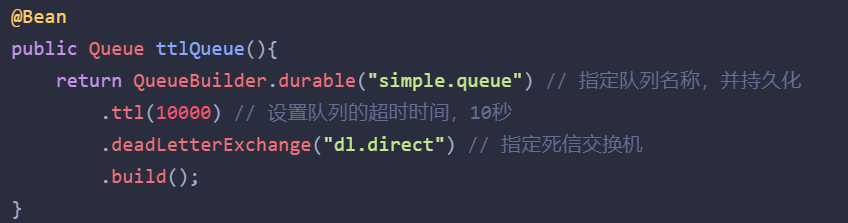 @Bean
public Queue ttlQueue(){
    return QueueBuilder.durable("simple.queue") // 指定队列名称，并持久化
        .ttl(10000) // 设置队列的超时时间，10秒
        .deadLetterExchange("dl.direct") // 指定死信交换机
        .build();
}